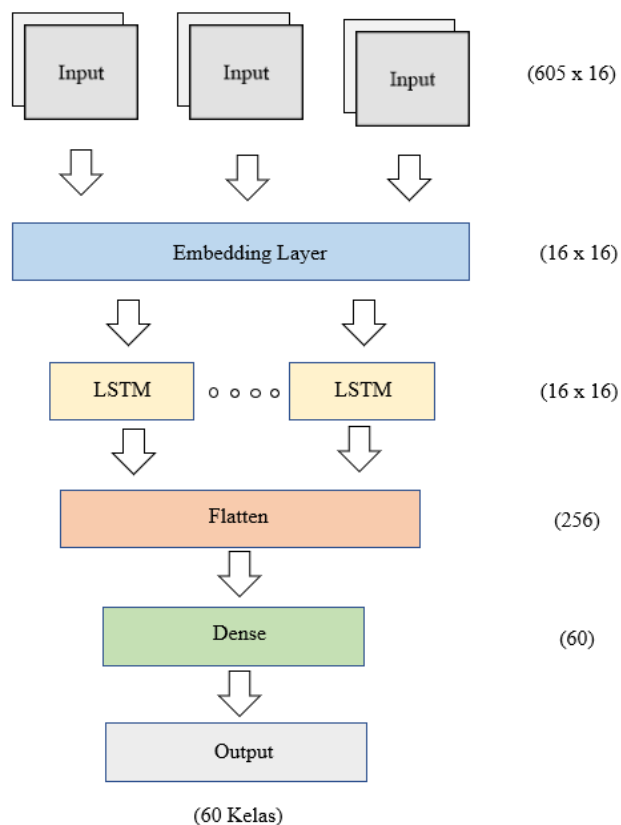 Input
Input
Input
(605 x 16)
Embedding Layer
(16 x 16)
LSTM
LSTM
(16 x 16)
Flatten
(256)
Dense
(60)
Output
(60 Kelas)